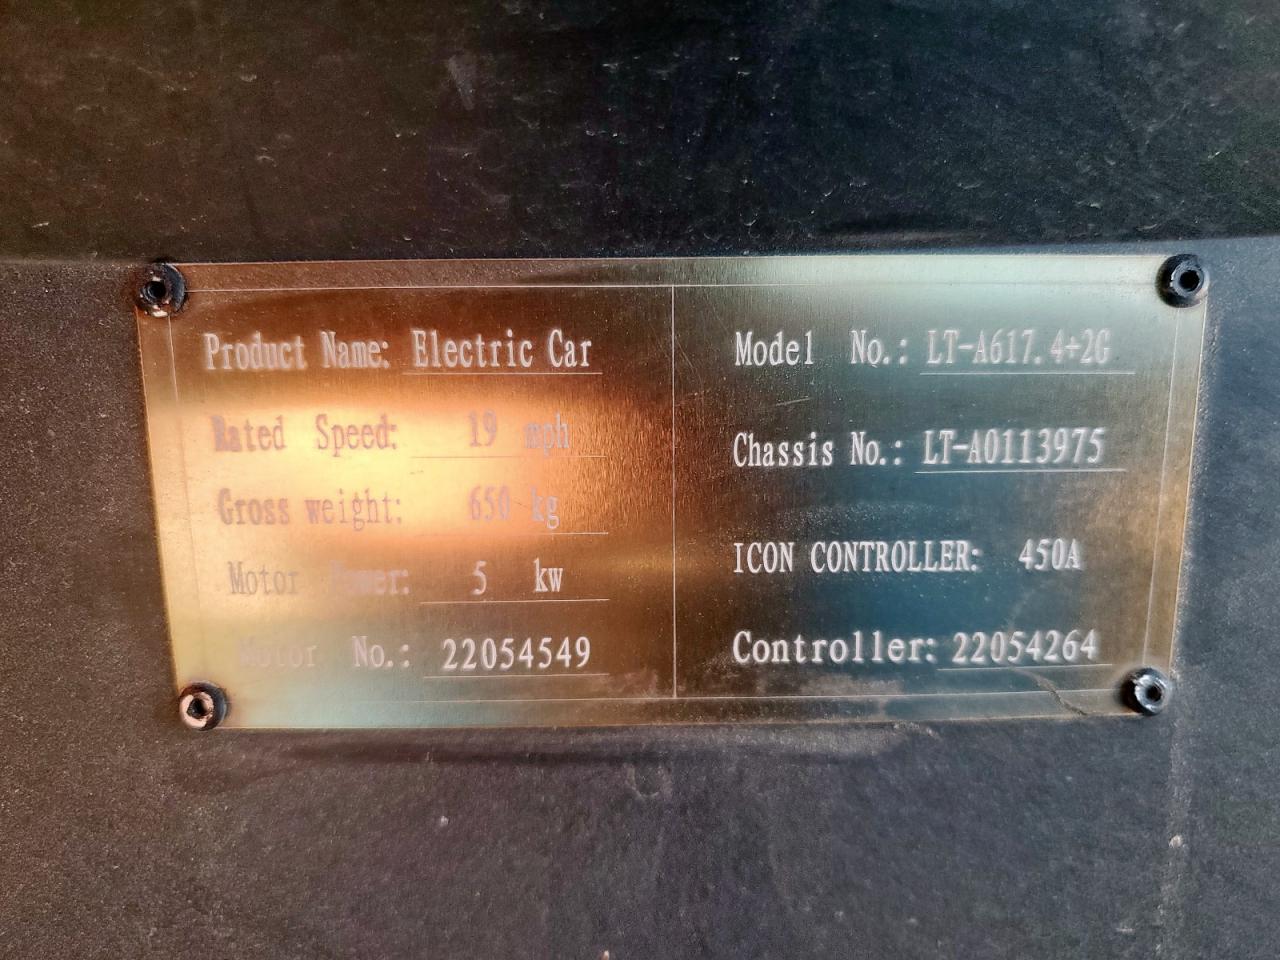 Product Name: Electric Car
Rated Speed: 19 mph
Gross weight: 650 kg
Motor Power: 5 kw
Motor No.: 22054549
Model No.: LT-A617.4+2G
Chassis No.: LT-A0113975
ICON CONTROLLER: 450A
Controller: 22054264